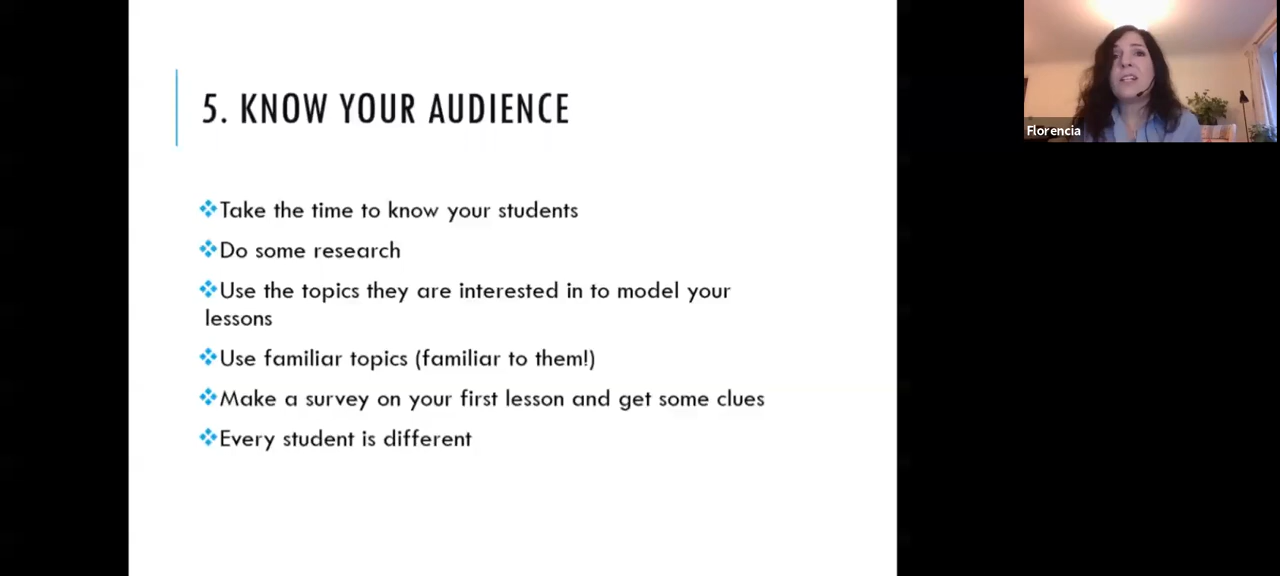 5. KNOW YOUR AUDIENCE
Take the time to know your students
Do some research
Use the topics they are interested in to model your
lessons
Use familiar topics (familiar to them!)
Make a survey on your first lesson and get some clues
Every student is different
Florencia